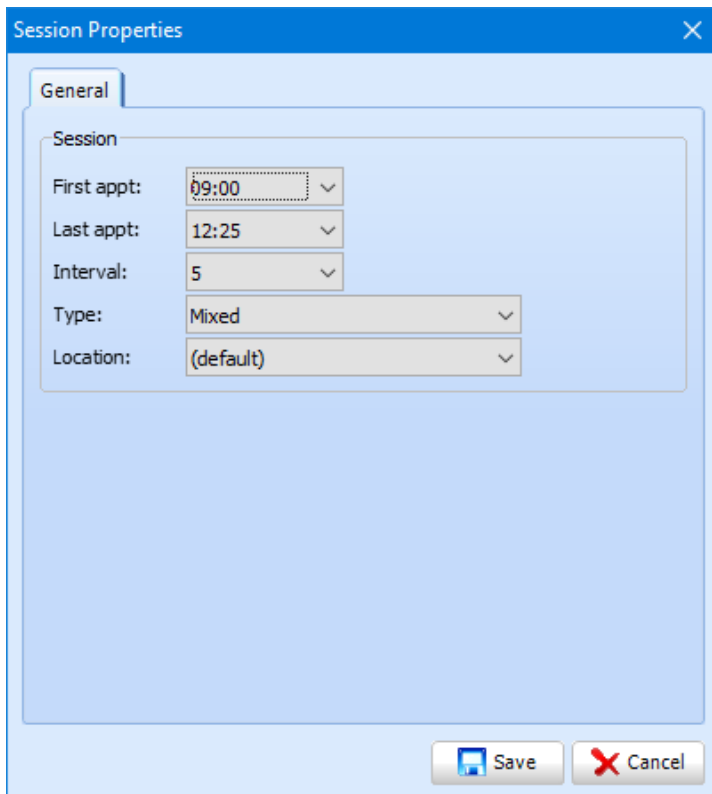 Session Properties
General
Session
First appt: 09:00
Last appt: 12:25
Interval: 5
Type: Mixed
Location: (default)
Save Cancel